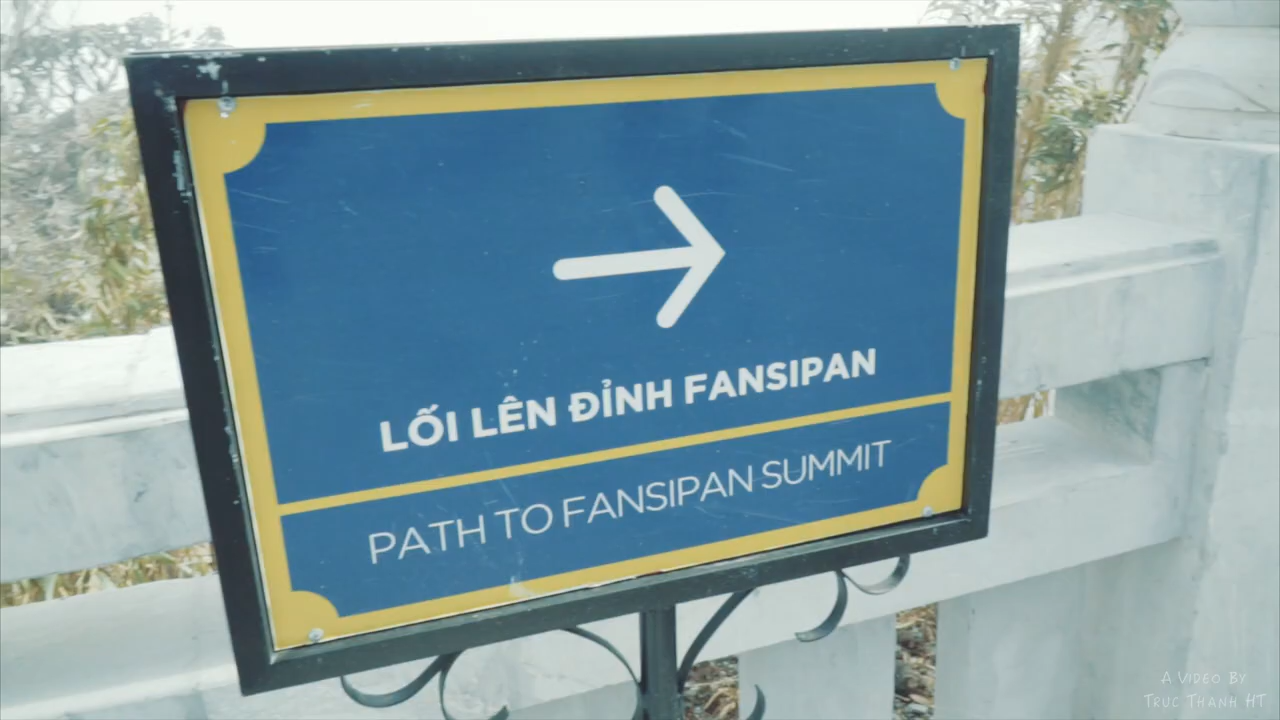 LỐI LÊN ĐỈNH FANSIPAN
PATH TO FANSIPAN SUMMIT
A VIDEO BY
TRUC THANH HT